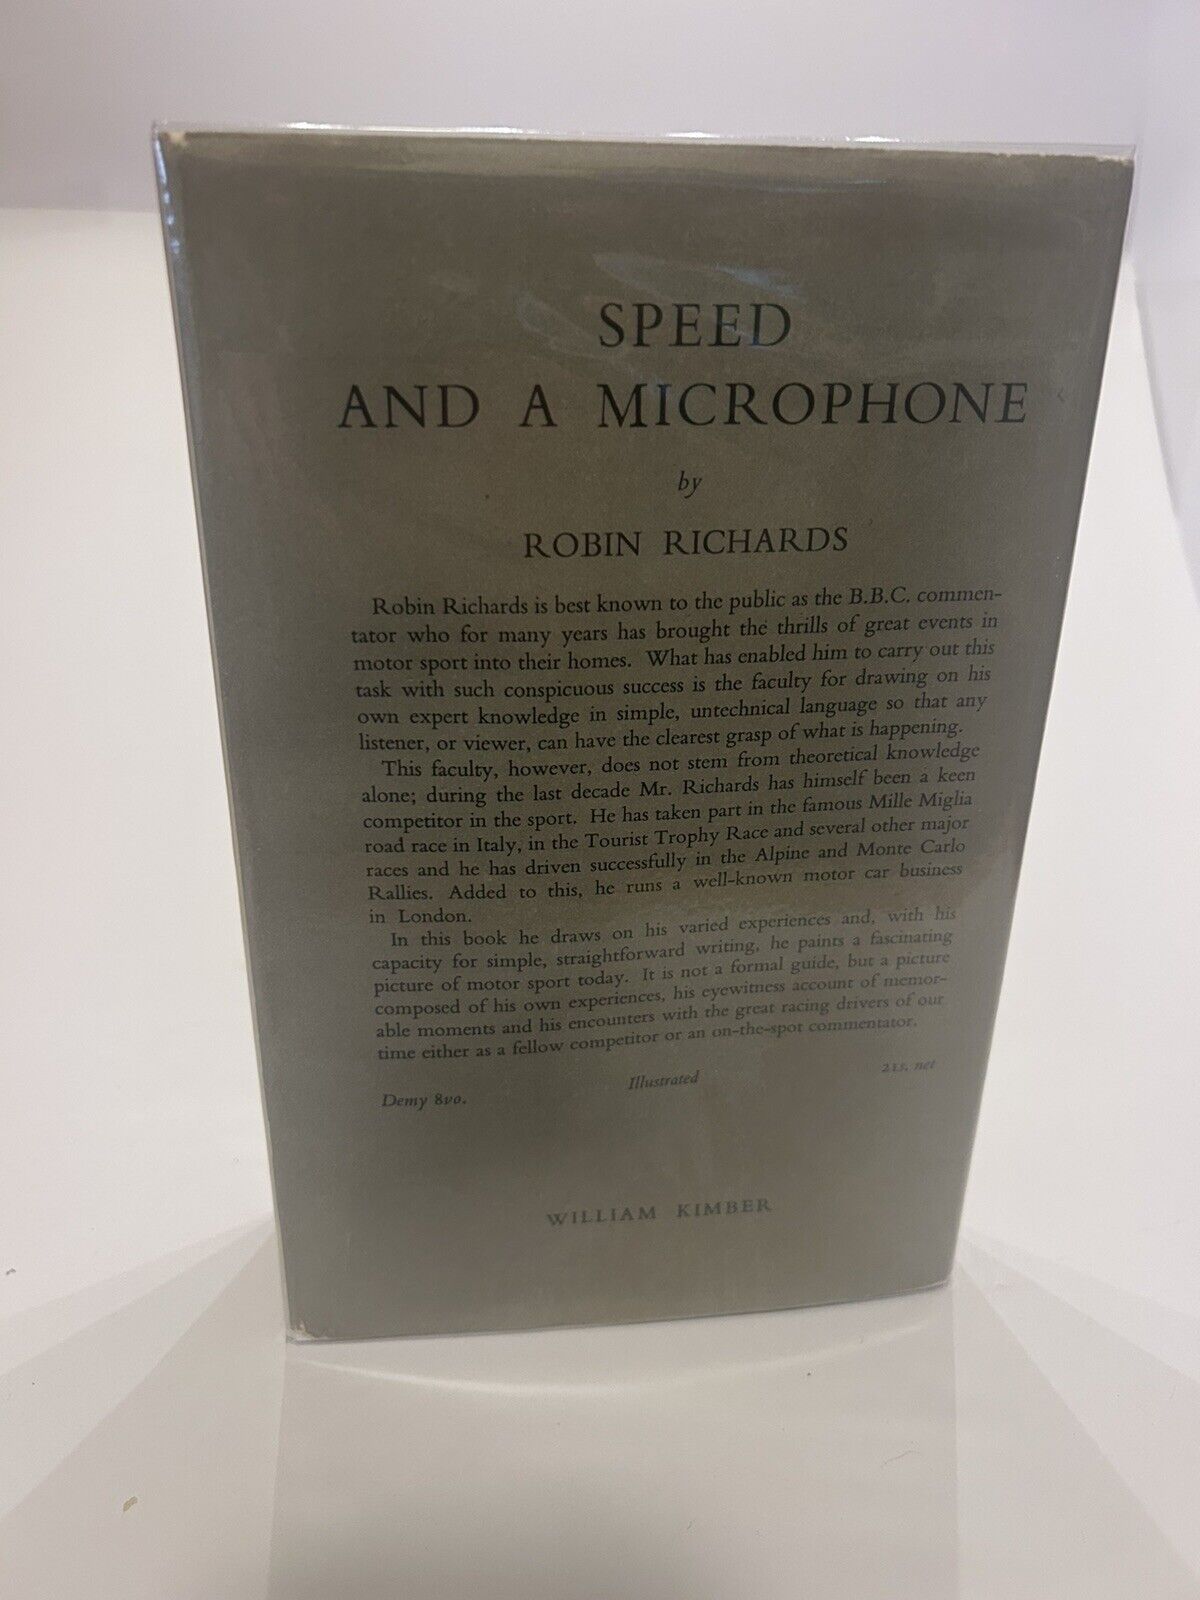 SPEED
AND A MICROPHONE
by
ROBIN RICHARDS
Robin Richards is best known to the public as the B.B.C. commen-
tator who for many years has brought the thrills of great events in
motor sport into their homes. What has enabled him to carry out this
task with such conspicuous success is the faculty for drawing on his
own expert knowledge in simple, untechnical language so that any
listener, or viewer, can have the clearest grasp of what is happening.
This faculty, however, does not stem from theoretical knowledge
alone; during the last decade Mr. Richards has himself been a keen
competitor in the sport. He has taken part in the famous Mille Miglia
road race in Italy, in the Tourist Trophy Race and several other major
races and he has driven successfully in the Alpine and Monte Carlo
Rallies. Added to this, he runs a well-known motor car business
in London.
In this book he draws on his varied experiences and, with his
capacity for simple, straightforward writing, he paints a fascinating
picture of motor sport today. It is not a formal guide, but a picture
composed of his own experiences, his eyewitness account of memor-
able moments and his encounters with the great racing drivers of our
time either as a fellow competitor or an on-the-spot commentator.
Demy 8vo. Illustrated 21s. net
WILLIAM KIMBER